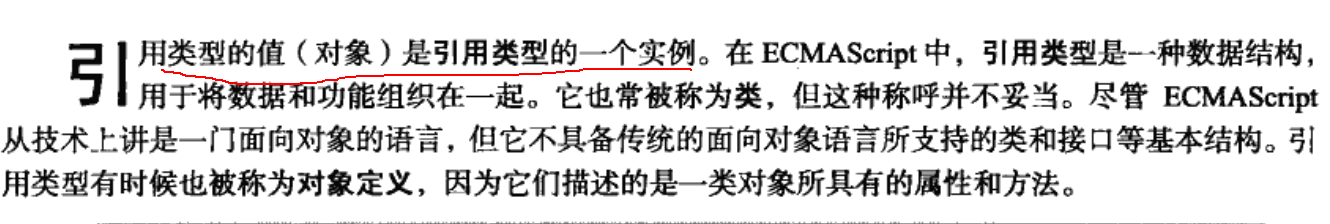 引用类型的值（对象）是引用类型的一个实例。在 ECMAScript 中，引用类型是一种数据结构，
用于将数据和功能组织在一起。它也常被称为类，但这种称呼并不妥当。尽管 ECMAScript
从技术上讲是一门面向对象的语言，但它不具备传统的面向对象语言所支持的类和接口等基本结构。引
用类型有时候也被称为对象定义，因为它们描述的是一类对象所具有的属性和方法。